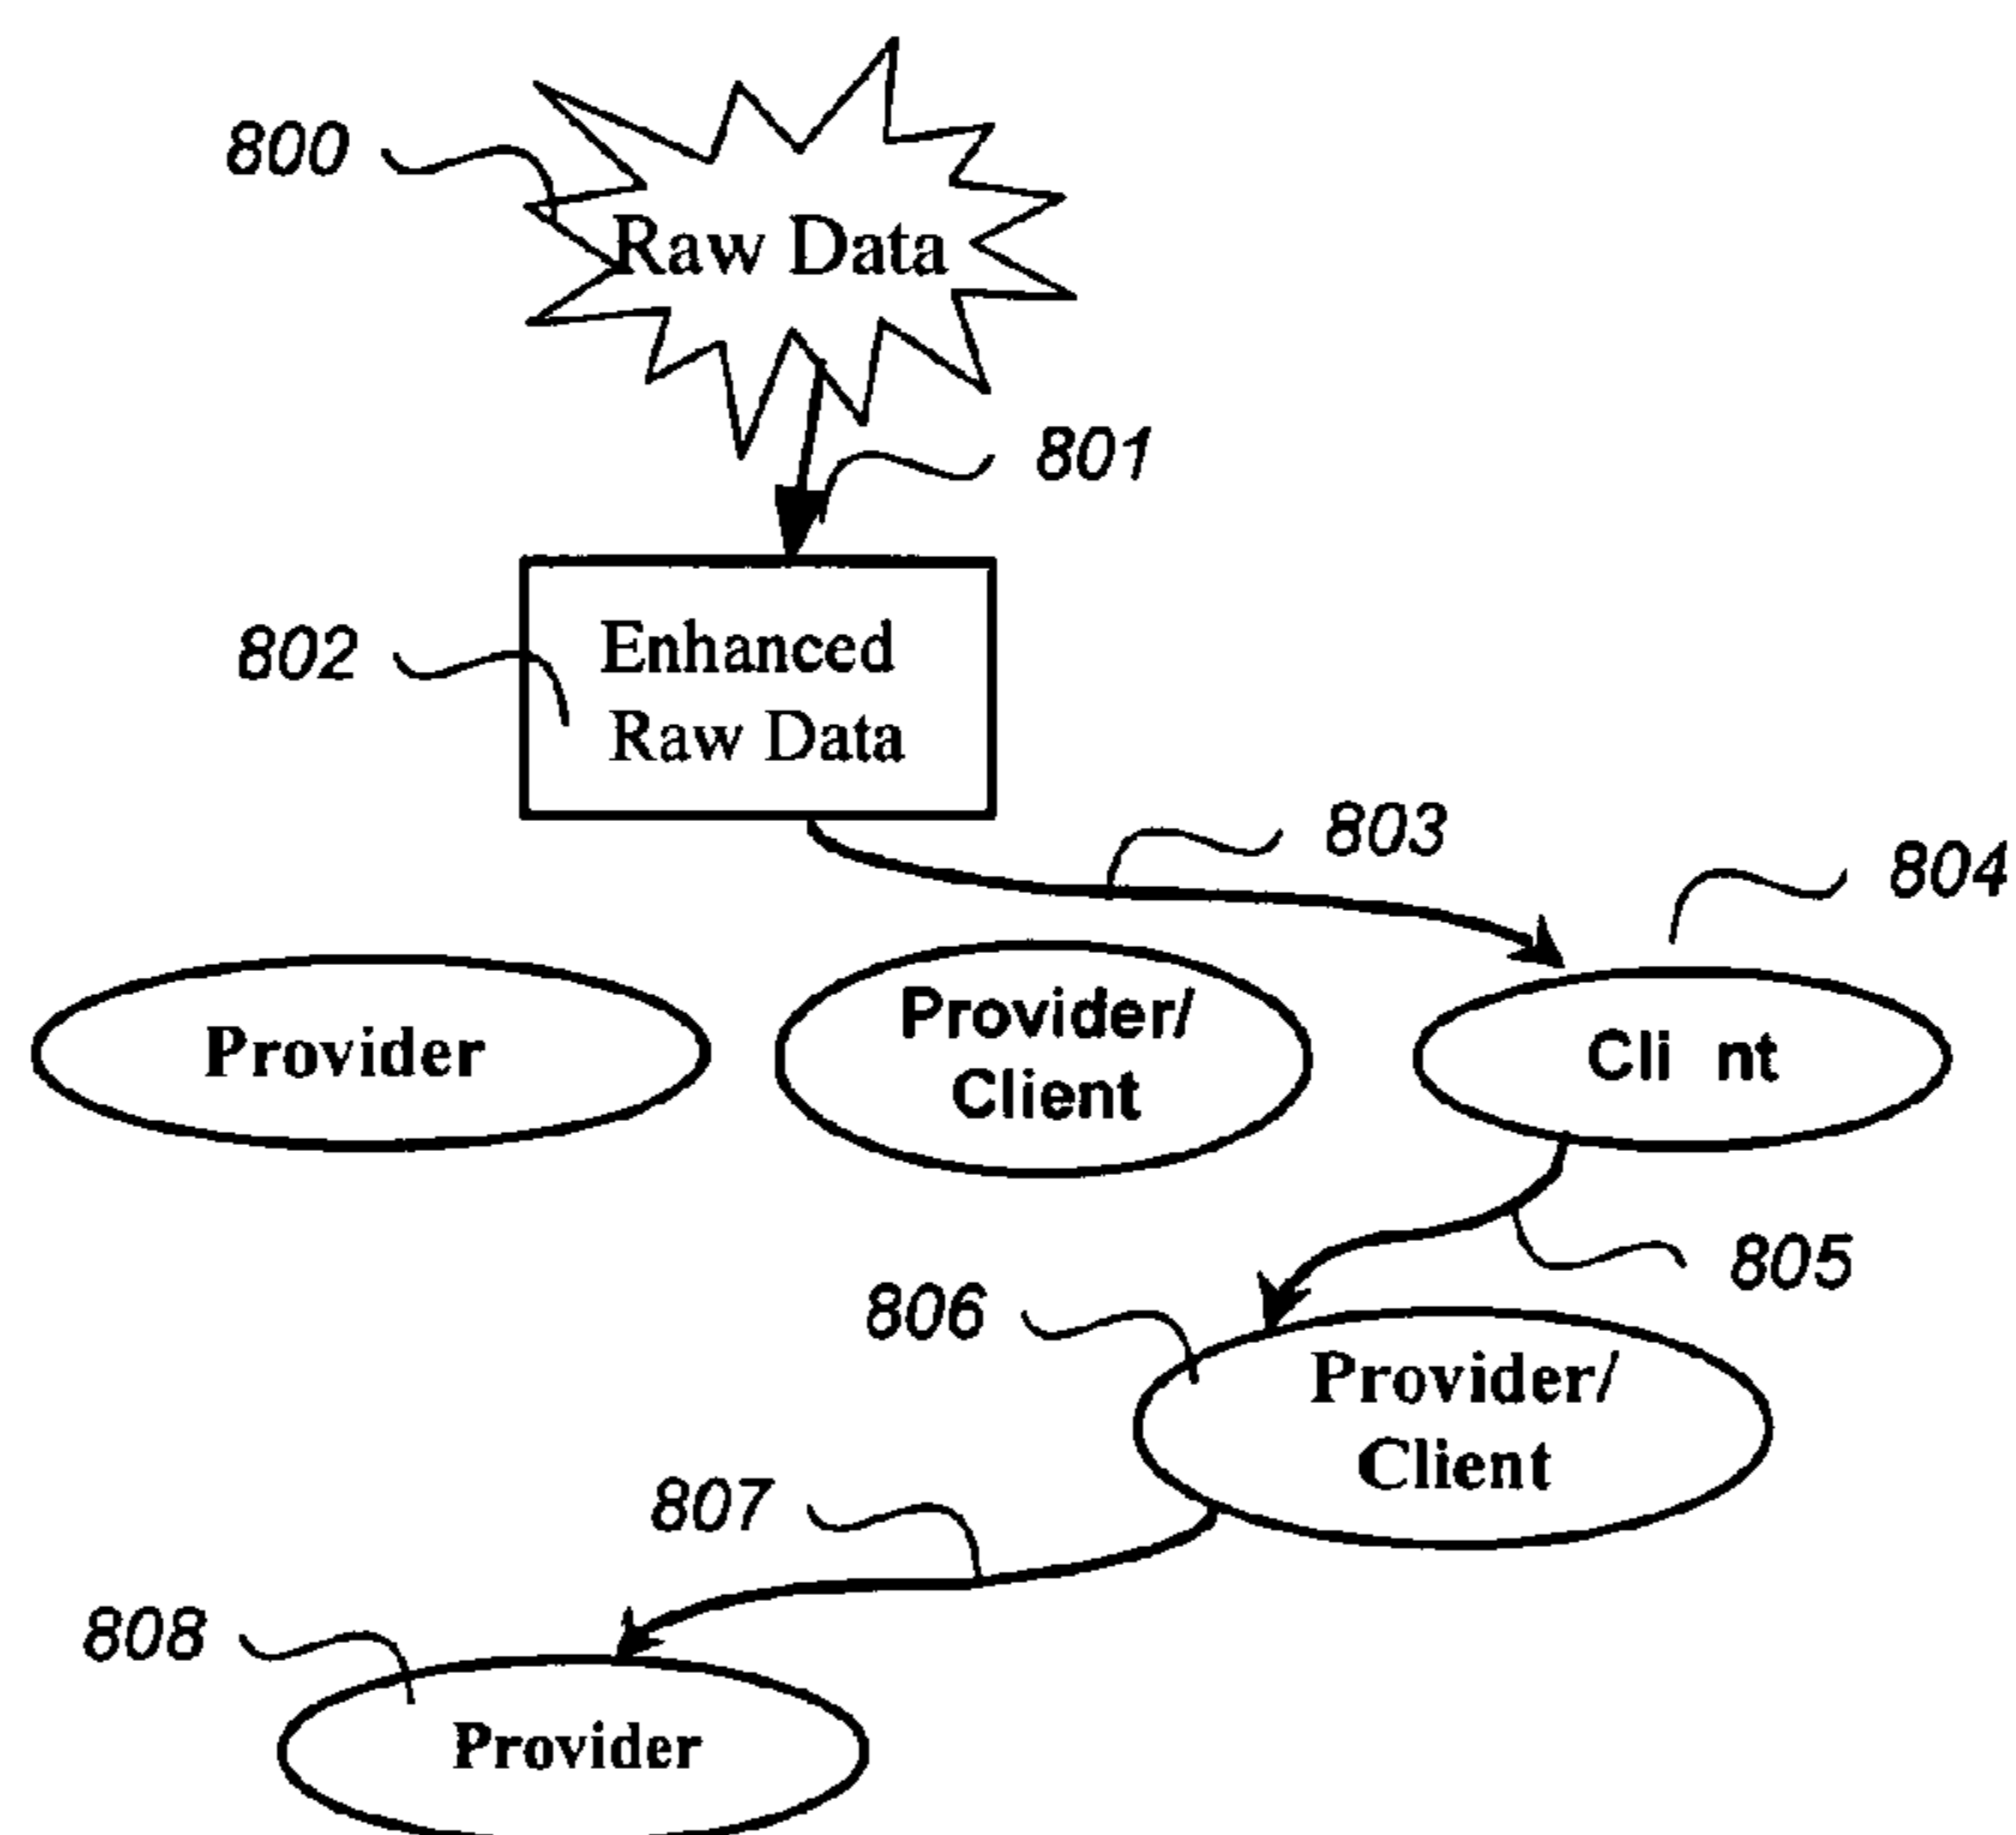 800
Raw Data
801
802
Enhanced
Raw Data
803
804
Provider
Provider/
Client
Cli nt
805
806
Provider/
Client
807
808
Provider